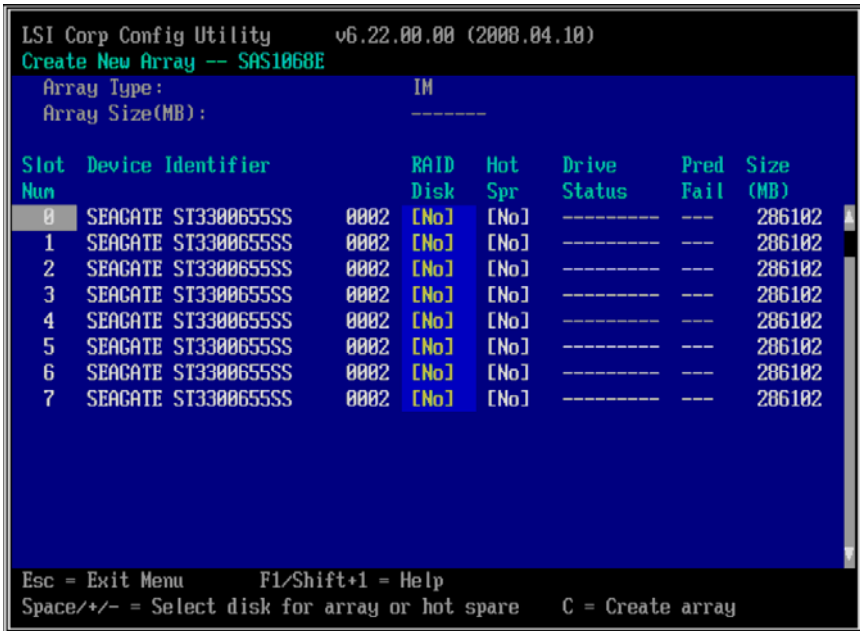 LSI Corp Config Utility v6.22.00.00 (2008.04.10)
Create New Array -- SAS1068E
Array Type: IM
Array Size(MB): -------
Slot Device Identifier RAID Hot Drive Pred Size
Num Disk Spr Status Fail (MB)
0 SEAGATE ST3300655SS 0002 [No] [No] --------- --- 286102
1 SEAGATE ST3300655SS 0002 [No] [No] --------- --- 286102
2 SEAGATE ST3300655SS 0002 [No] [No] --------- --- 286102
3 SEAGATE ST3300655SS 0002 [No] [No] --------- --- 286102
4 SEAGATE ST3300655SS 0002 [No] [No] --------- --- 286102
5 SEAGATE ST3300655SS 0002 [No] [No] --------- --- 286102
6 SEAGATE ST3300655SS 0002 [No] [No] --------- --- 286102
7 SEAGATE ST3300655SS 0002 [No] [No] --------- --- 286102
Esc = Exit Menu F1/Shift+1 = Help
Space/+/- = Select disk for array or hot spare C = Create array